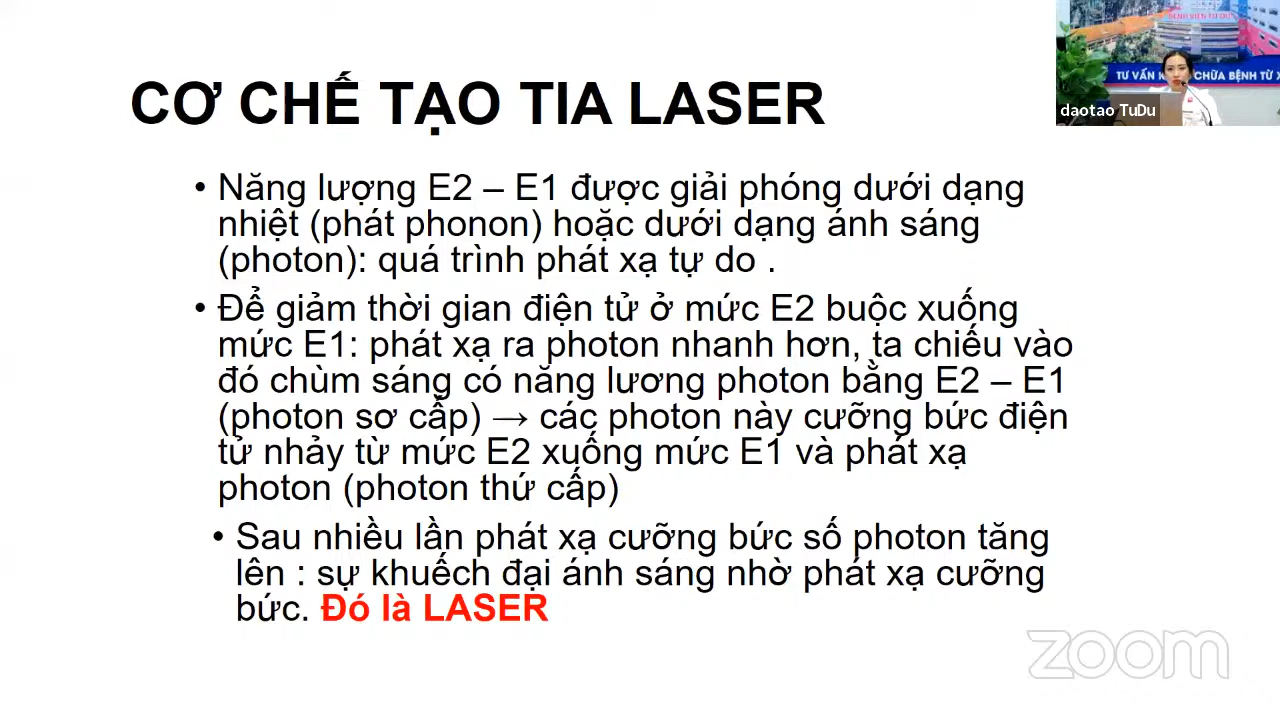 BỆNH VIỆN TỪ DŨ
TƯ VẤN K CHỮA BỆNH TỪ X
daotao TuDu
CƠ CHẾ TẠO TIA LASER
• Năng lượng E2 – E1 được giải phóng dưới dạng
nhiệt (phát phonon) hoặc dưới dạng ánh sáng
(photon): quá trình phát xạ tự do .
• Để giảm thời gian điện tử ở mức E2 buộc xuống
mức E1: phát xạ ra photon nhanh hơn, ta chiếu vào
đó chùm sáng có năng lương photon bằng E2 – E1
(photon sơ cấp) → các photon này cưỡng bức điện
tử nhảy từ mức E2 xuống mức E1 và phát xạ
photon (photon thứ cấp)
• Sau nhiều lần phát xạ cưỡng bức số photon tăng
lên : sự khuếch đại ánh sáng nhờ phát xạ cưỡng
bức. Đó là LASER
zoom